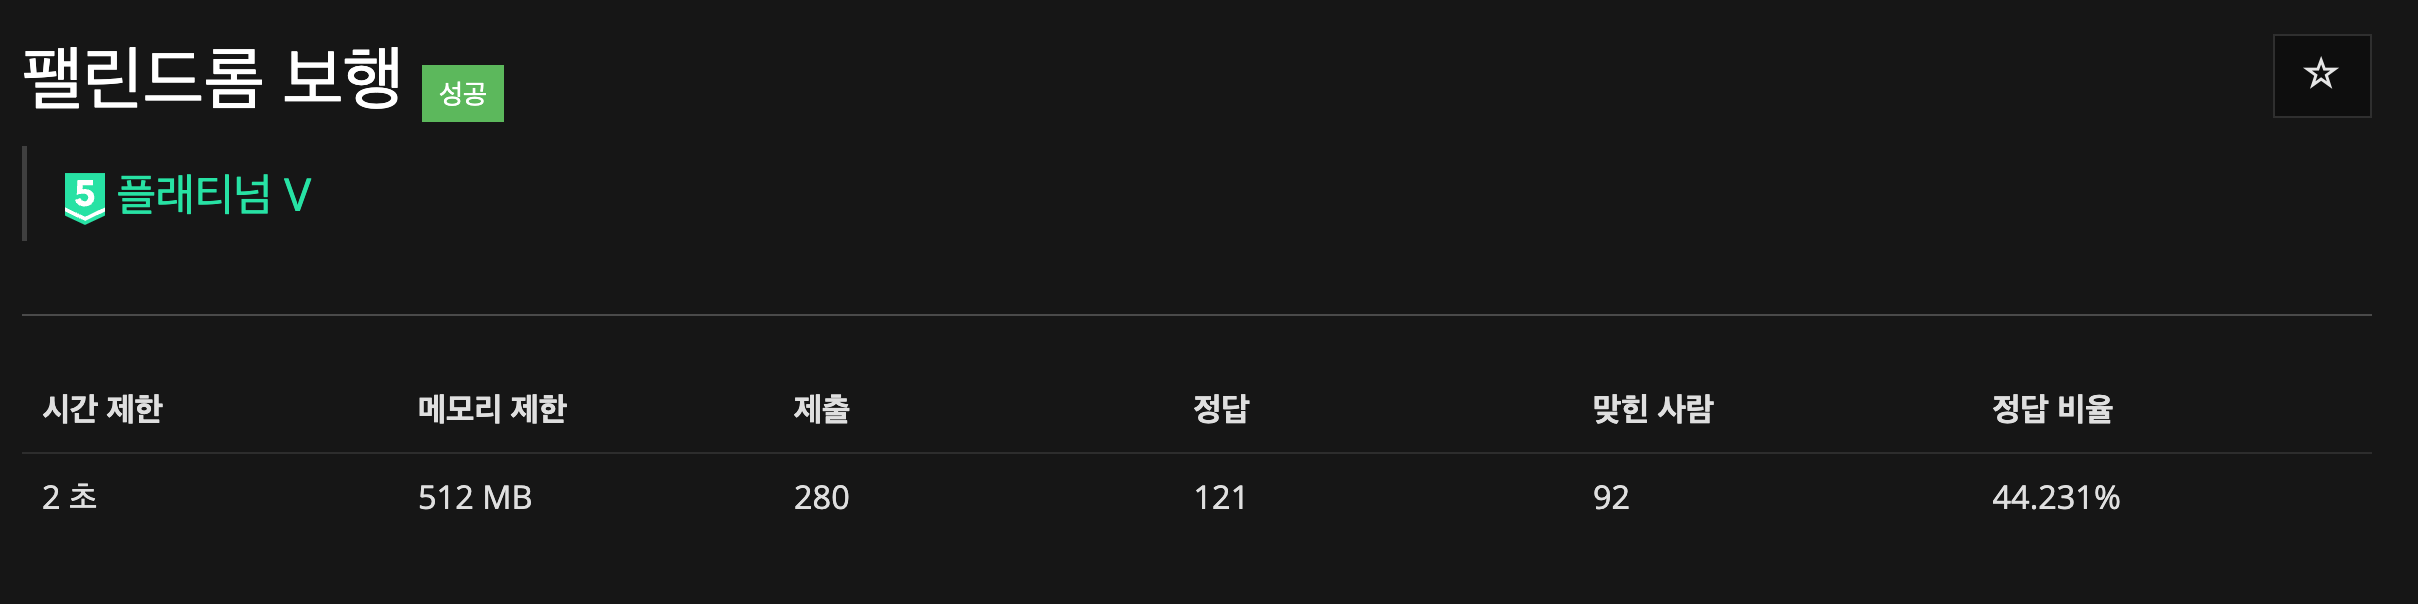 팰린드롬 보행 성공
5 플래티넘 V
시간 제한 메모리 제한 제출 정답 맞힌 사람 정답 비율
2 초 512 MB 280 121 92 44.231%